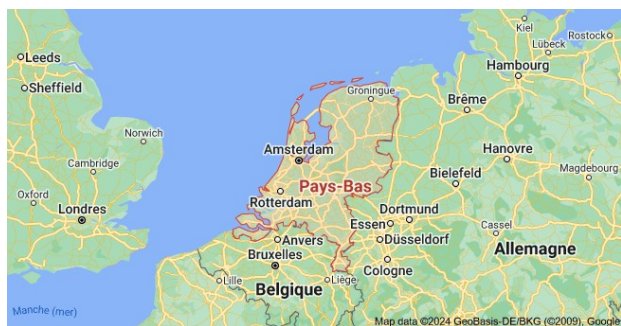 Kiel
Rostock
Lübeck
Leeds
Hambourg
Sheffield
Groningue
Brême
Norwich
Amsterdam
Hanovre
Cambridge
Bielefeld
Magdebourg
Pays-Bas
Oxford
Rotterdam
Londres
Dortmund
Essen
Cassel
Anvers
Düsseldorf
Allemagne
Bruxelles
Cologne
Lille
Liège
Belgique
Manche (mer)
Map data ©2024 GeoBasis-DE/BKG (©2009), Google